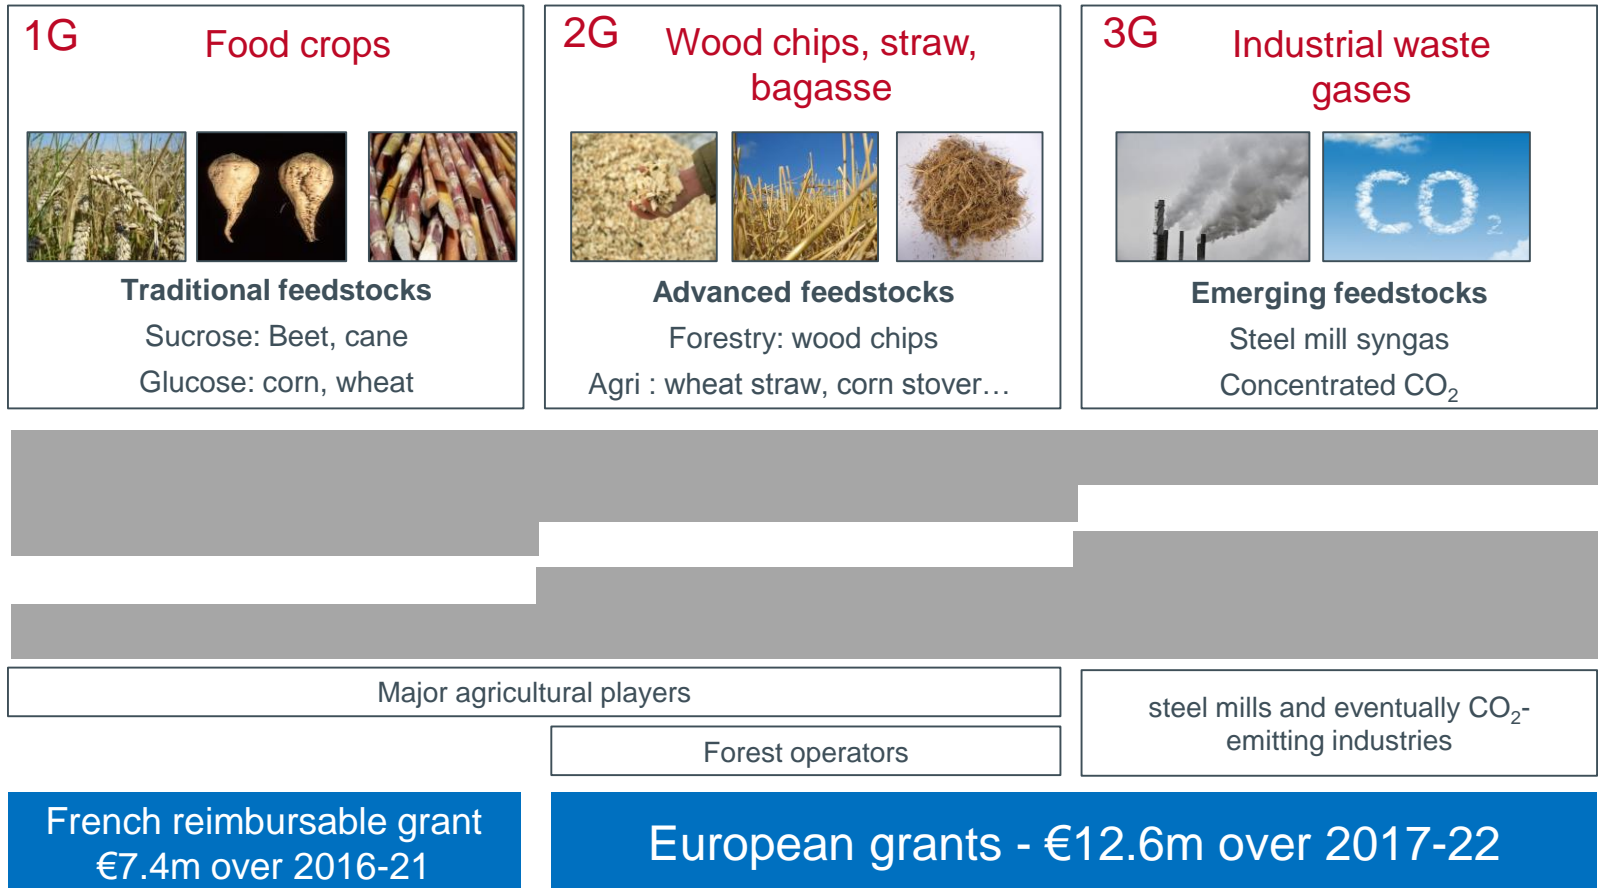 1G
Food crops
Traditional feedstocks
Sucrose: Beet, cane
Glucose: corn, wheat
2G
Wood chips, straw,
bagasse
Advanced feedstocks
Forestry: wood chips
Agri : wheat straw, corn stover…
3G
Industrial waste
gases
CO₂
Emerging feedstocks
Steel mill syngas
Concentrated CO₂
Major agricultural players
Forest operators
steel mills and eventually CO₂-
emitting industries
French reimbursable grant
€7.4m over 2016-21
European grants - €12.6m over 2017-22